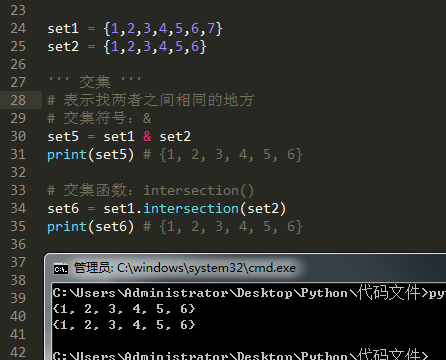 23
24 set1 = {1,2,3,4,5,6,7}
25 set2 = {1,2,3,4,5,6}
26
27 ''' 交集 '''
28 # 表示找两者之间相同的地方
29 # 交集符号：&
30 set5 = set1 & set2
31 print(set5) # {1, 2, 3, 4, 5, 6}
32
33 # 交集函数：intersection()
34 set6 = set1.intersection(set2)
35 print(set6) # {1, 2, 3, 4, 5, 6}
36
37 管理员: C:\windows\system32\cmd.exe
38 C:\Users\Administrator\Desktop\Python\代码文件>py
39 {1, 2, 3, 4, 5, 6}
40 {1, 2, 3, 4, 5, 6}
41
42 C:\Users\Administrator\Desktop\Python\代码文件>